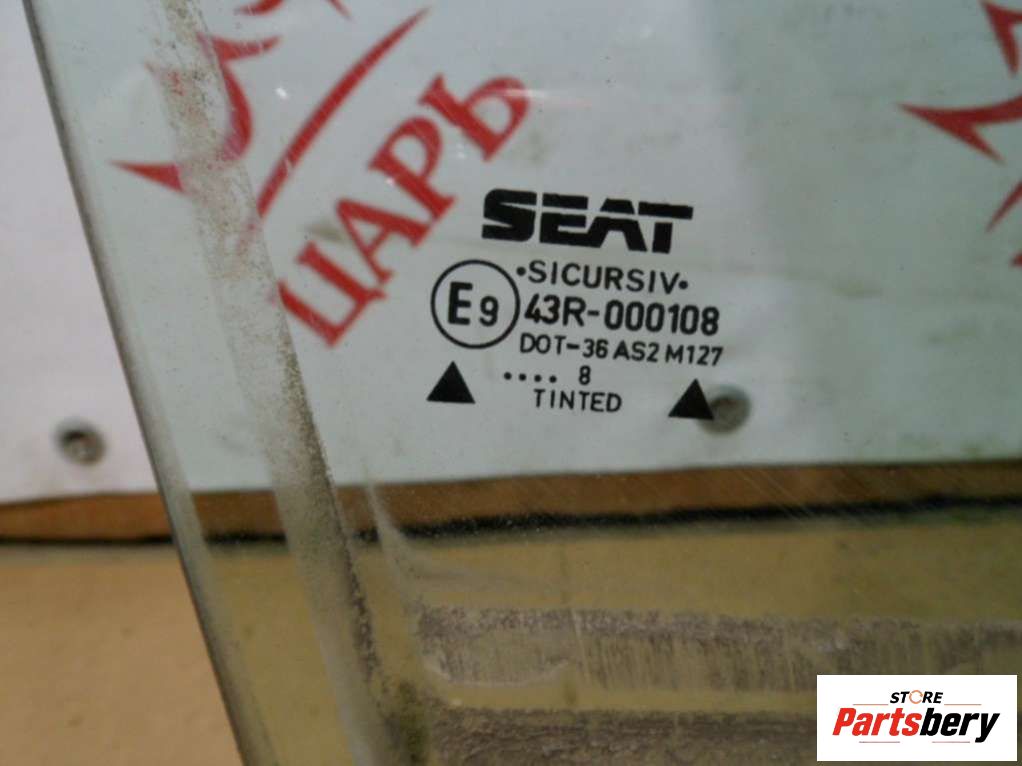 ЦАРЬ
SEAT
•SICURSIV•
E9 43R-000108
DOT-36 AS2 M127
.... 8
TINTED
STORE
Partsbery